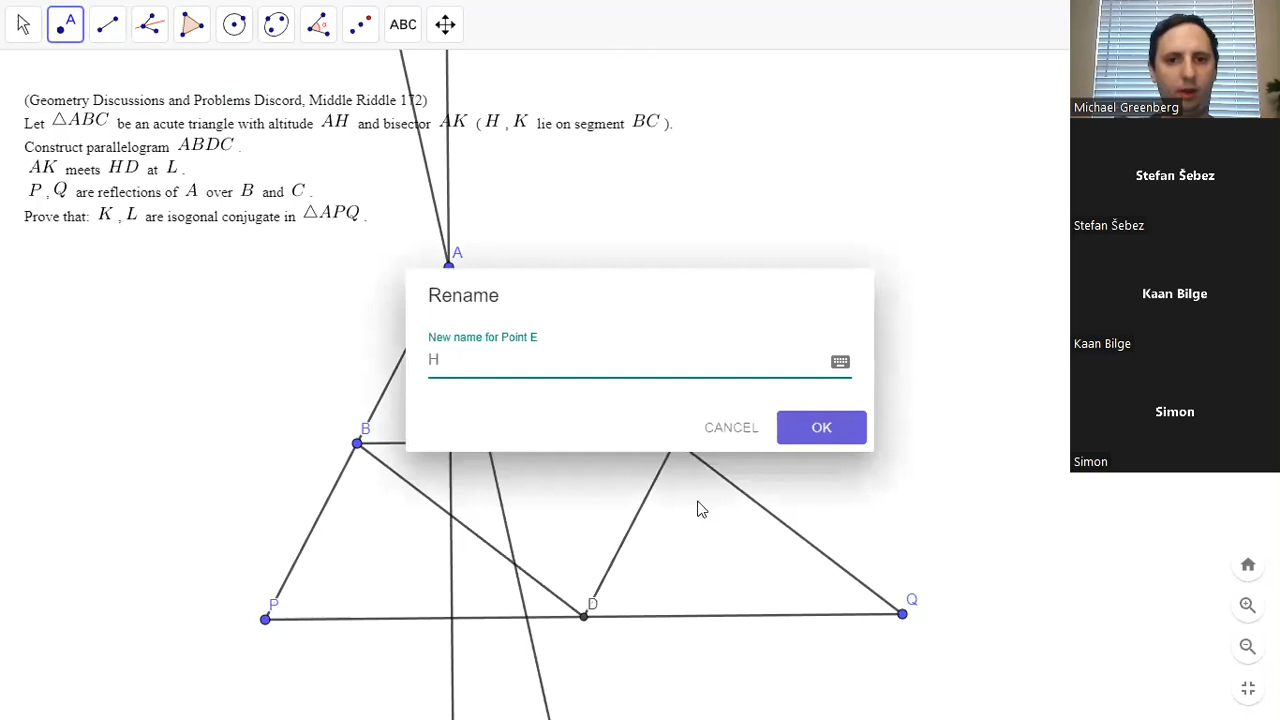 A
ABC
(Geometry Discussions and Problems Discord, Middle Riddle 172)
Let △ABC be an acute triangle with altitude AH and bisector AK ( H , K lie on segment BC ).
Construct parallelogram ABDC .
AK meets HD at L .
P , Q are reflections of A over B and C .
Prove that: K , L are isogonal conjugate in △APQ .
A
Rename
New name for Point E
H
CANCEL
OK
B
P
D
Q
Michael Greenberg
Stefan Šebez
Stefan Šebez
Kaan Bilge
Kaan Bilge
Simon
Simon